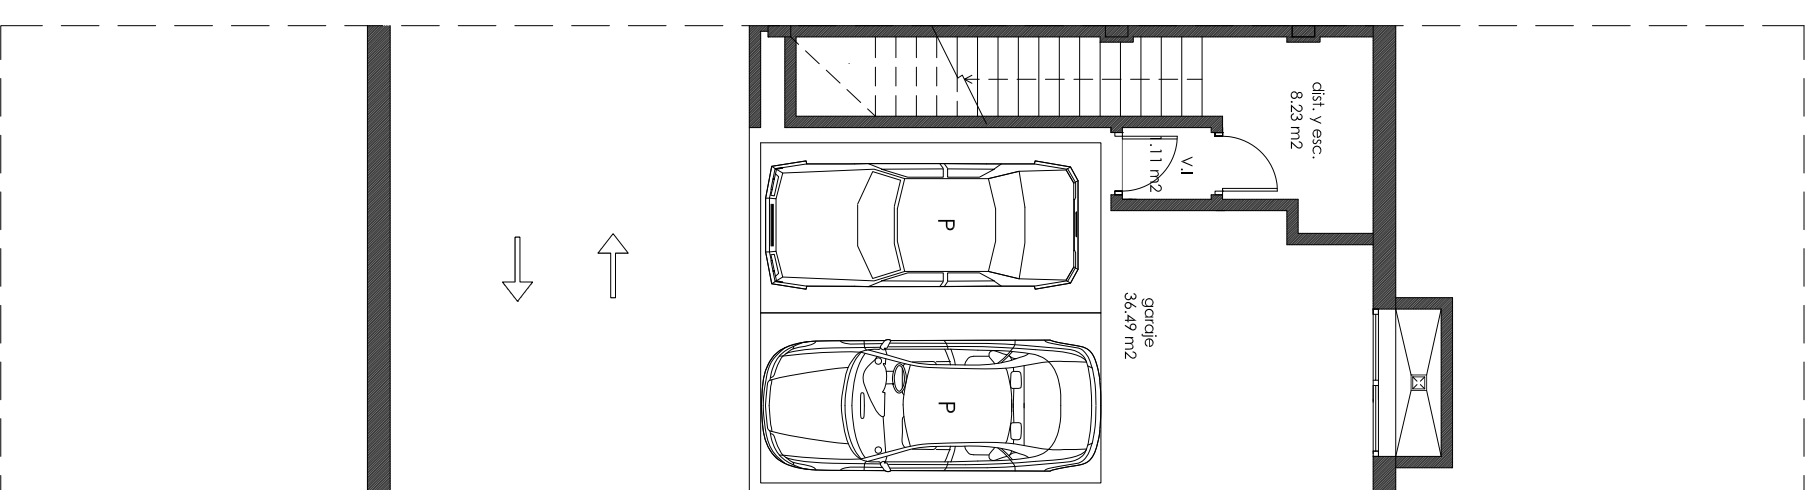 dist. y esc.
8.23 m2
V.I
1.11 m2
P
garaje
36.49 m2
P